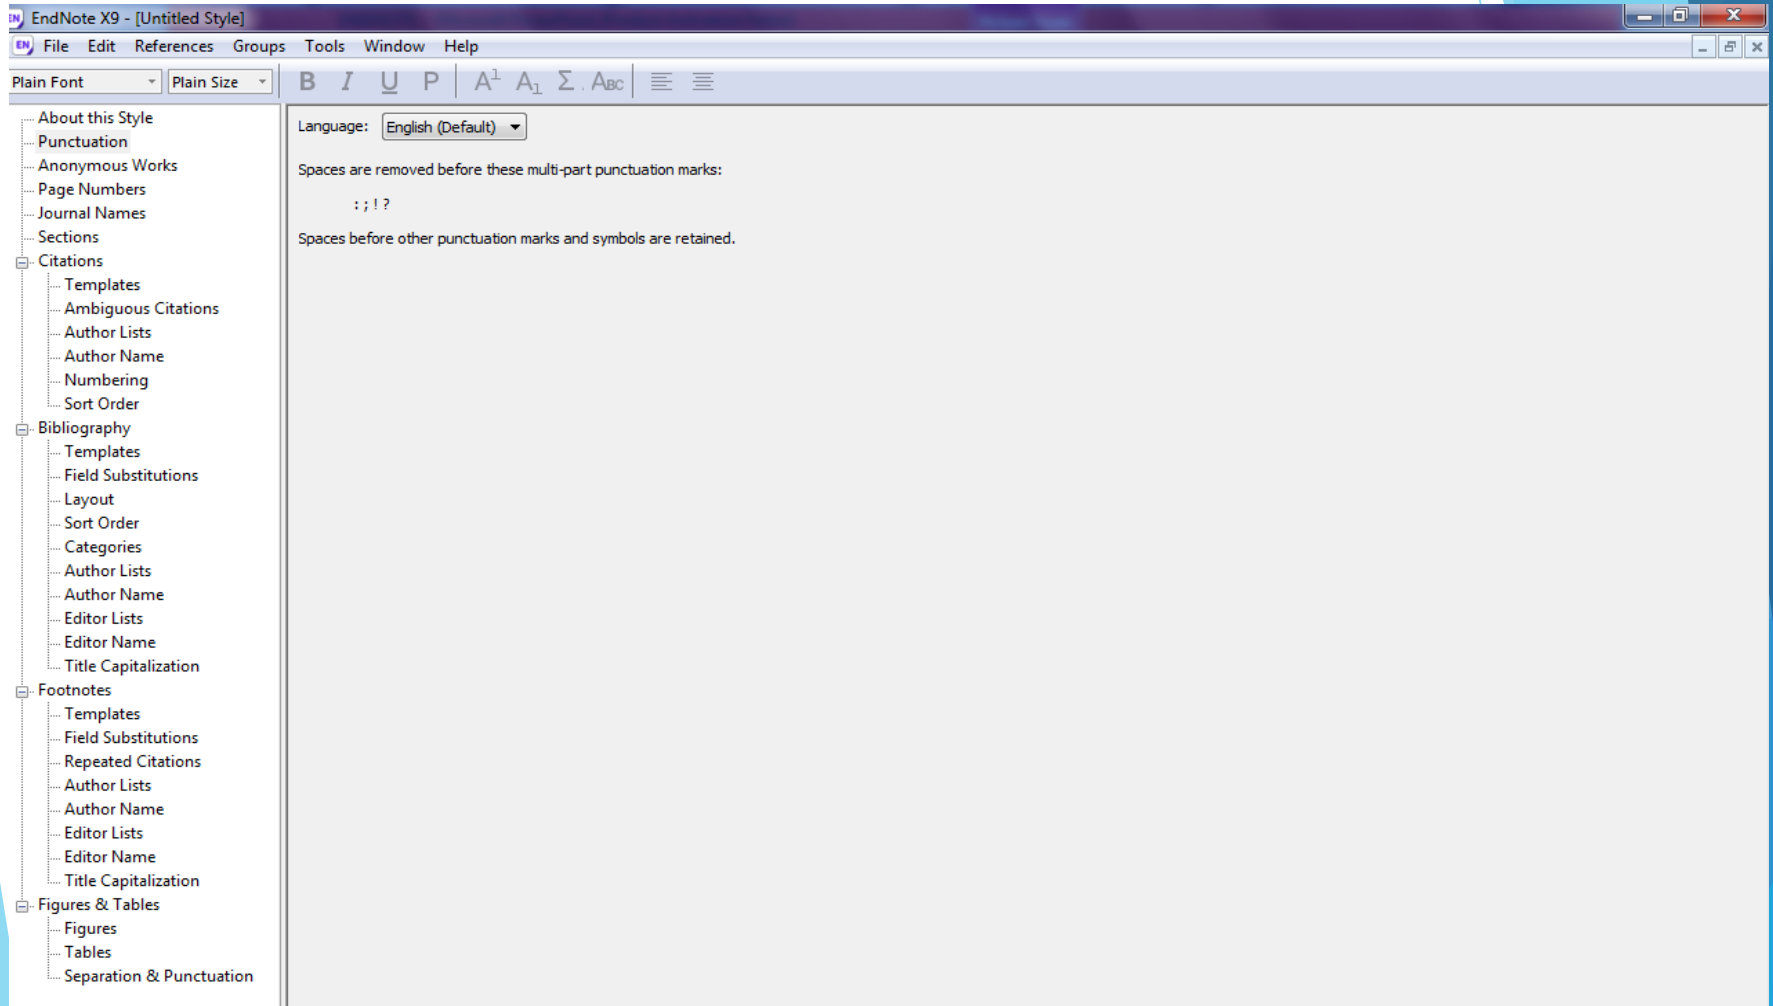 EN EndNote X9 - [Untitled Style]
EN File Edit References Groups Tools Window Help
Plain Font Plain Size B I U P A1 A1 Σ. ABC
About this Style
Punctuation
Anonymous Works
Page Numbers
Journal Names
Sections
Citations
Templates
Ambiguous Citations
Author Lists
Author Name
Numbering
Sort Order
Bibliography
Templates
Field Substitutions
Layout
Sort Order
Categories
Author Lists
Author Name
Editor Lists
Editor Name
Title Capitalization
Footnotes
Templates
Field Substitutions
Repeated Citations
Author Lists
Author Name
Editor Lists
Editor Name
Title Capitalization
Figures & Tables
Figures
Tables
Separation & Punctuation
Language: English (Default)
Spaces are removed before these multi-part punctuation marks:
:;!?
Spaces before other punctuation marks and symbols are retained.